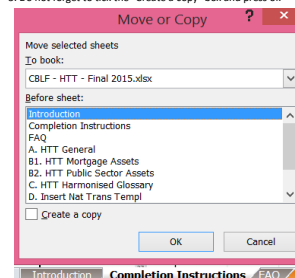 Move or Copy
?
×
Move selected sheets
To book:
CBLF - HTT - Final 2015.xlsx
Before sheet:
Introduction
Completion Instructions
FAQ
A. HTT General
B1. HTT Mortgage Assets
B2. HTT Public Sector Assets
C. HTT Harmonised Glossary
D. Insert Nat Trans Templ
Create a copy
OK Cancel
Introduction Completion Instructions FAQ